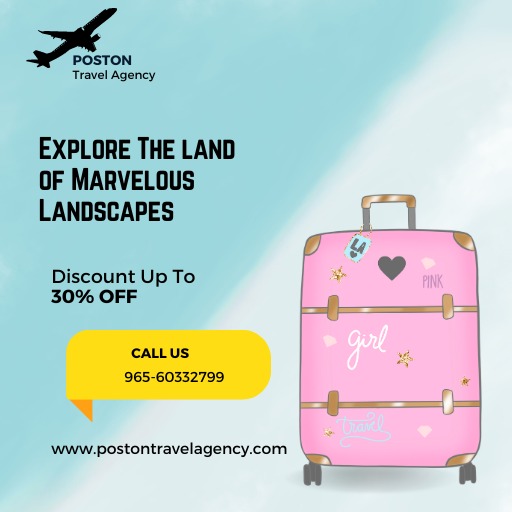 POSTON
Travel Agency
Explore The land
of Marvelous
Landscapes
Discount Up To
30% OFF
CALL US
965-60332799
www.postontravelagency.com
LA
PINK
girl
travel